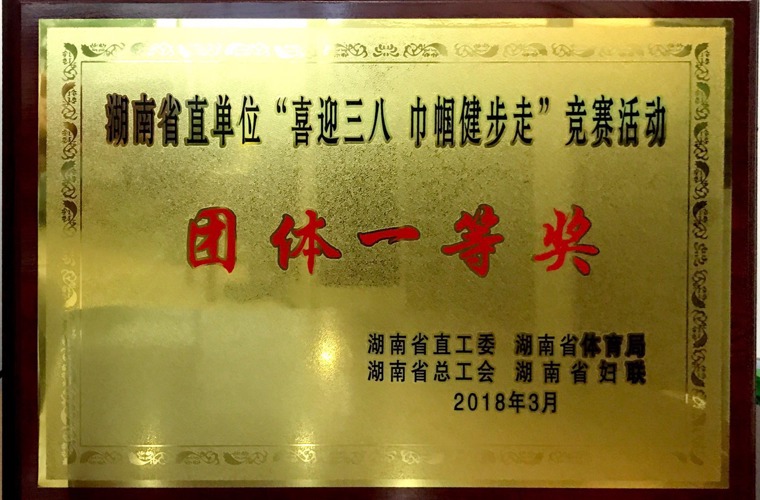 湖南省直单位“喜迎三八 巾帼健步走”竞赛活动
团体一等奖
湖南省直工委 湖南省体育局
湖南省总工会 湖南省妇联
2018年3月